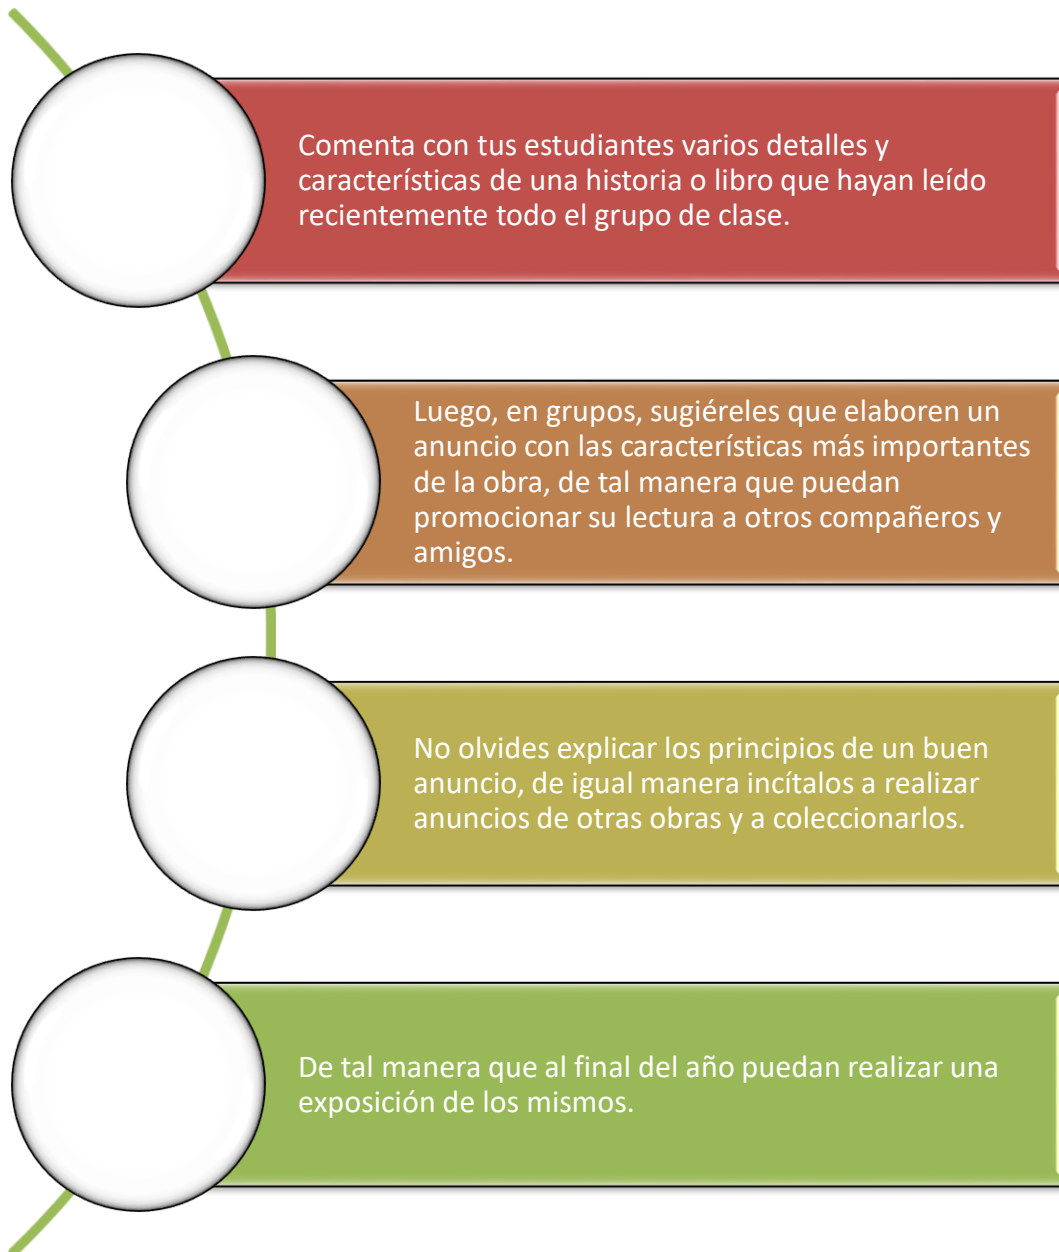 Comenta con tus estudiantes varios detalles y
características de una historia o libro que hayan leído
recientemente todo el grupo de clase.
Luego, en grupos, sugiéreles que elaboren un
anuncio con las características más importantes
de la obra, de tal manera que puedan
promocionar su lectura a otros compañeros y
amigos.
No olvides explicar los principios de un buen
anuncio, de igual manera incítalos a realizar
anuncios de otras obras y a coleccionarlos.
De tal manera que al final del año puedan realizar una
exposición de los mismos.